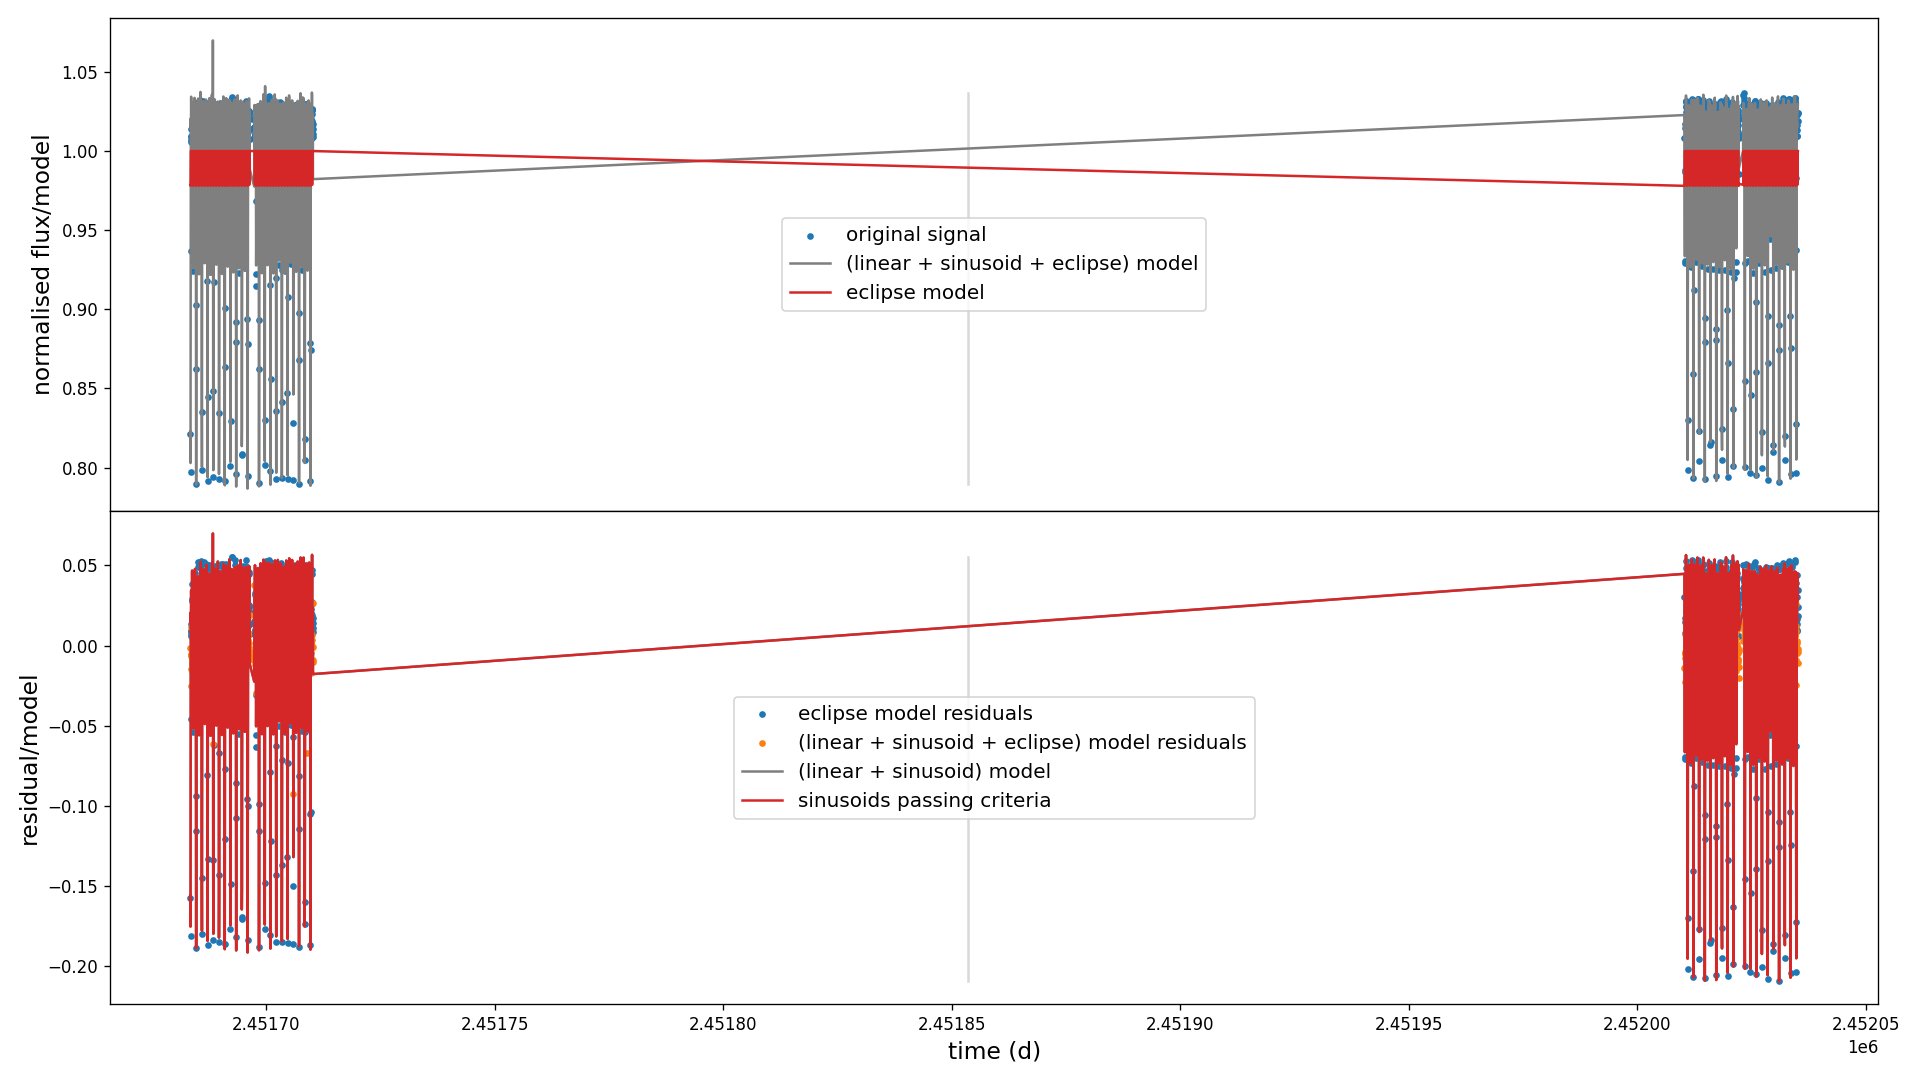 1.05
1.00
0.95
0.90
0.85
0.80
normalised flux/model
original signal
(linear + sinusoid + eclipse) model
eclipse model
0.05
0.00
−0.05
−0.10
−0.15
−0.20
residual/model
eclipse model residuals
(linear + sinusoid + eclipse) model residuals
(linear + sinusoid) model
sinusoids passing criteria
2.45170
2.45175
2.45180
2.45185
2.45190
2.45195
2.45200
2.45205
1e6
time (d)